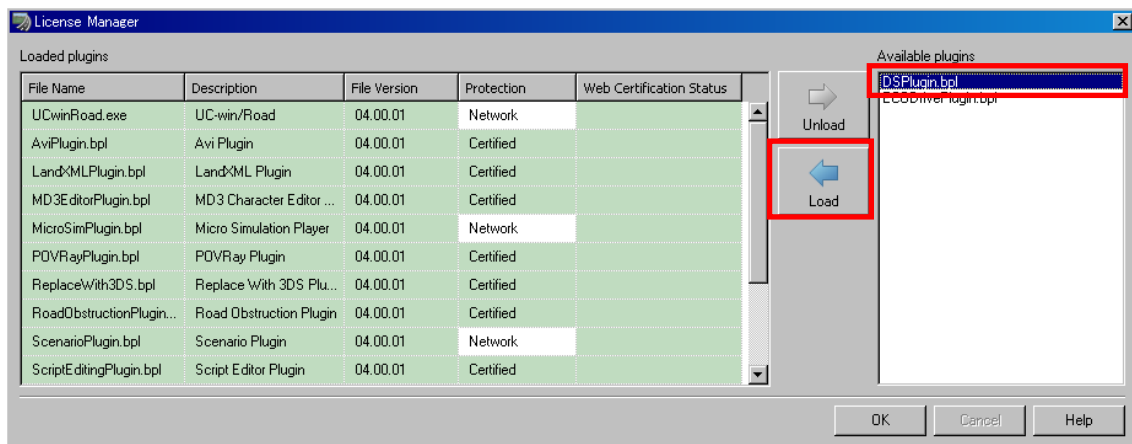 License Manager
Loaded plugins
Available plugins
File Name Description File Version Protection Web Certification Status
UCwinRoad.exe UC-win/Road 04.00.01 Network
AviPlugin.bpl Avi Plugin 04.00.01 Certified
LandXMLPlugin.bpl LandXML Plugin 04.00.01 Certified
MD3EditorPlugin.bpl MD3 Character Editor ... 04.00.01 Certified
MicroSimPlugin.bpl Micro Simulation Player 04.00.01 Network
POVRayPlugin.bpl POVRay Plugin 04.00.01 Certified
ReplaceWith3DS.bpl Replace With 3DS Plu... 04.00.01 Certified
RoadObstructionPlugin... Road Obstruction Plugin 04.00.01 Certified
ScenarioPlugin.bpl Scenario Plugin 04.00.01 Network
ScriptEditingPlugin.bpl Script Editor Plugin 04.00.01 Certified
Unload
Load
DSPlugin.bpl
ECODrivePlugin.bpl
OK Cancel Help